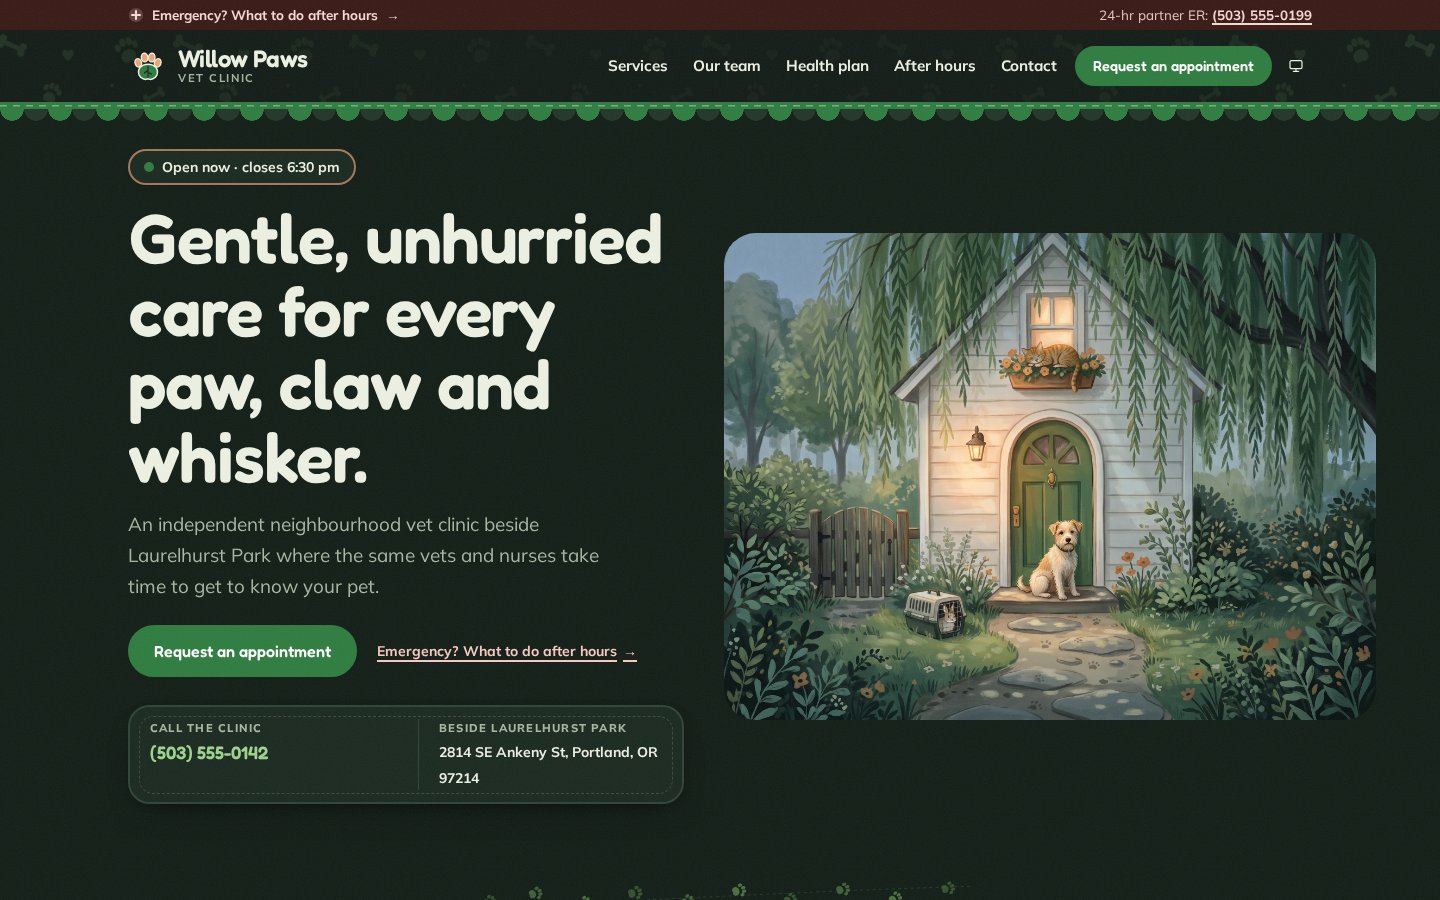 Emergency? What to do after hours →
24-hr partner ER: (503) 555-0199
Willow Paws
VET CLINIC
Services
Our team
Health plan
After hours
Contact
Request an appointment
Open now · closes 6:30 pm
Gentle, unhurried
care for every
paw, claw and
whisker.
An independent neighbourhood vet clinic beside
Laurelhurst Park where the same vets and nurses take
time to get to know your pet.
Request an appointment
Emergency? What to do after hours →
CALL THE CLINIC
(503) 555-0142
BESIDE LAURELHURST PARK
2814 SE Ankeny St, Portland, OR
97214